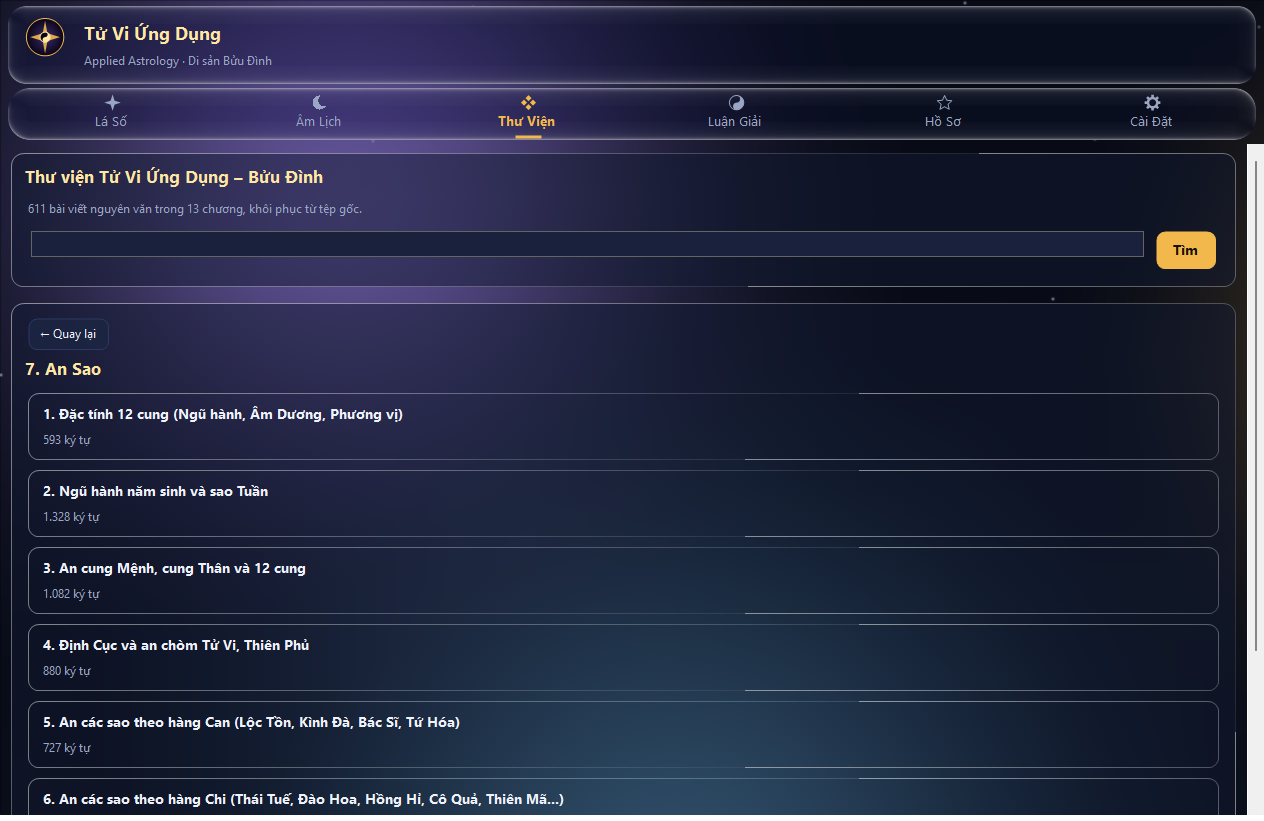 Tử Vi Ứng Dụng
Applied Astrology · Di sản Bửu Đình
Lá Số
Âm Lịch
Thư Viện
Luận Giải
Hồ Sơ
Cài Đặt
Thư viện Tử Vi Ứng Dụng – Bửu Đình
611 bài viết nguyên văn trong 13 chương, khôi phục từ tệp gốc.
Tìm
← Quay lại
7. An Sao
1. Đặc tính 12 cung (Ngũ hành, Âm Dương, Phương vị)
593 ký tự
2. Ngũ hành năm sinh và sao Tuần
1.328 ký tự
3. An cung Mệnh, cung Thân và 12 cung
1.082 ký tự
4. Định Cục và an chòm Tử Vi, Thiên Phủ
880 ký tự
5. An các sao theo hàng Can (Lộc Tồn, Kình Đà, Bác Sĩ, Tứ Hóa)
727 ký tự
6. An các sao theo hàng Chi (Thái Tuế, Đào Hoa, Hồng Hỉ, Cô Quả, Thiên Mã...)